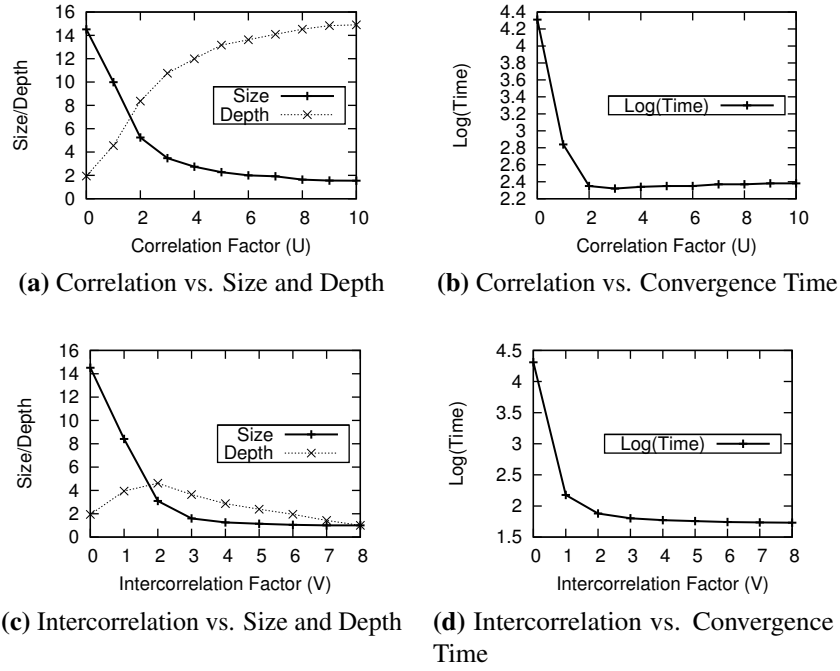 16
14
12
10
8
6
4
2
0
Size/Depth
Size
Depth
0 2 4 6 8 10
Correlation Factor (U)
(a) Correlation vs. Size and Depth
4.4
4.2
4
3.8
3.6
3.4
3.2
3
2.8
2.6
2.4
2.2
Log(Time)
Log(Time)
0 2 4 6 8 10
Correlation Factor (U)
(b) Correlation vs. Convergence Time
16
14
12
10
8
6
4
2
0
Size/Depth
Size
Depth
0 1 2 3 4 5 6 7 8
Intercorrelation Factor (V)
(c) Intercorrelation vs. Size and Depth
4.5
4
3.5
3
2.5
2
1.5
Log(Time)
Log(Time)
0 1 2 3 4 5 6 7 8
Intercorrelation Factor (V)
(d) Intercorrelation vs. Convergence
Time